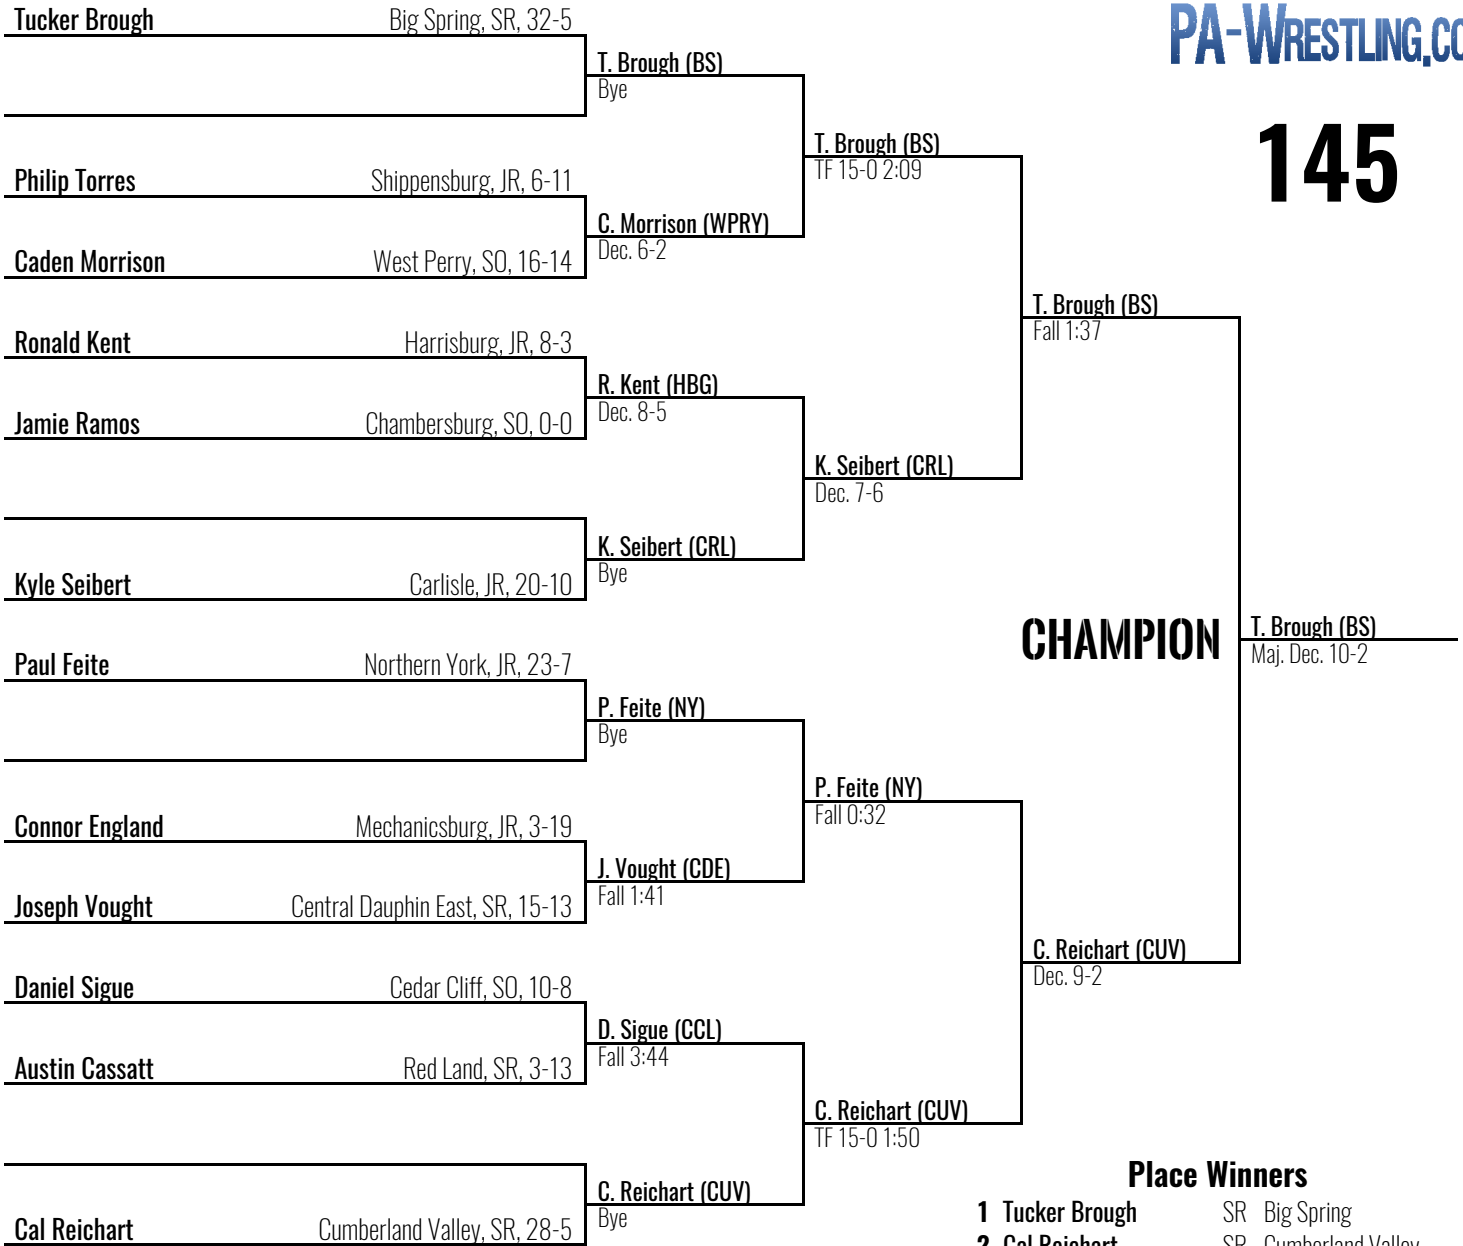 PA-WRESTLING.CO
145
Tucker Brough Big Spring, SR, 32-5
T. Brough (BS)
Bye
T. Brough (BS)
TF 15-0 2:09
Philip Torres Shippensburg, JR, 6-11
C. Morrison (WPRY)
Dec. 6-2
Caden Morrison West Perry, SO, 16-14
T. Brough (BS)
Fall 1:37
Ronald Kent Harrisburg, JR, 8-3
R. Kent (HBG)
Dec. 8-5
Jamie Ramos Chambersburg, SO, 0-0
K. Seibert (CRL)
Dec. 7-6
K. Seibert (CRL)
Bye
Kyle Seibert Carlisle, JR, 20-10
CHAMPION
T. Brough (BS)
Maj. Dec. 10-2
Paul Feite Northern York, JR, 23-7
P. Feite (NY)
Bye
P. Feite (NY)
Fall 0:32
Connor England Mechanicsburg, JR, 3-19
J. Vought (CDE)
Fall 1:41
Joseph Vought Central Dauphin East, SR, 15-13
C. Reichart (CUV)
Dec. 9-2
Daniel Sigue Cedar Cliff, SO, 10-8
D. Sigue (CCL)
Fall 3:44
Austin Cassatt Red Land, SR, 3-13
C. Reichart (CUV)
TF 15-0 1:50
C. Reichart (CUV)
Bye
Cal Reichart Cumberland Valley, SR, 28-5
Place Winners
1 Tucker Brough SR Big Spring
2 Cal Reichart SR Cumberland Valley